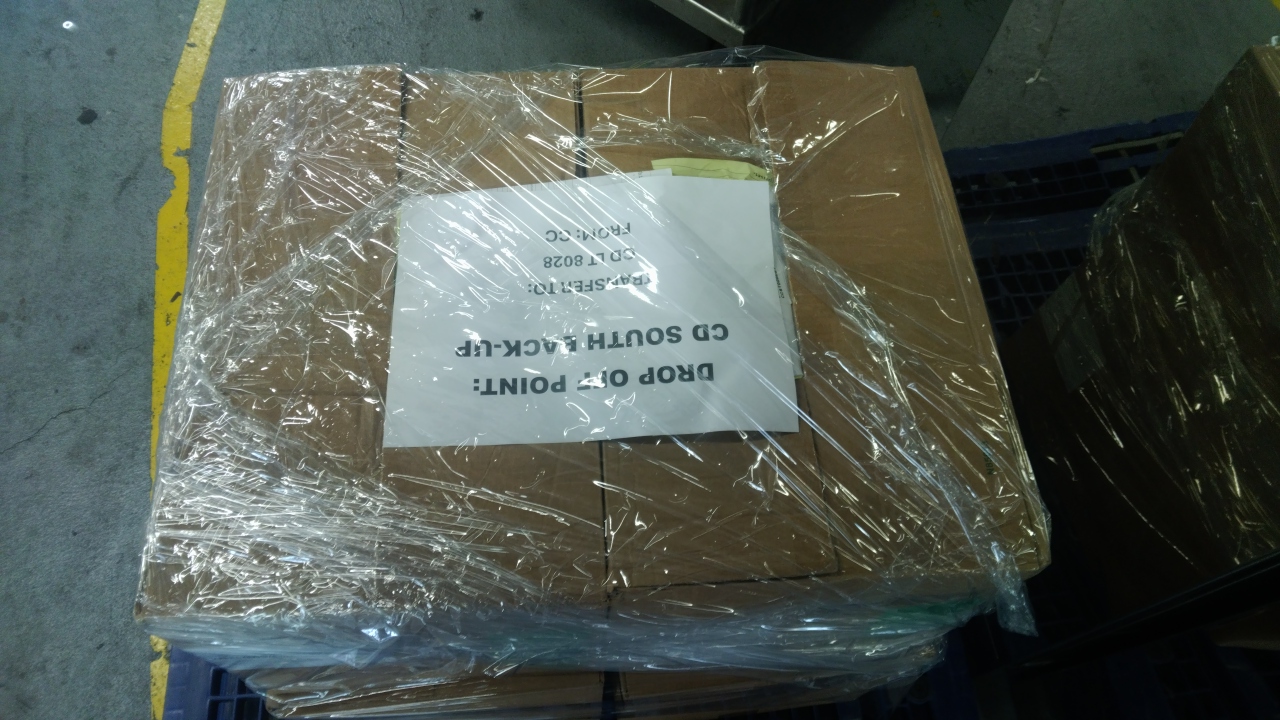 DROP OFF POINT:
CD SOUTH BACK-UP
TRANSFER TO:
CD LT 8028
FROM: CC